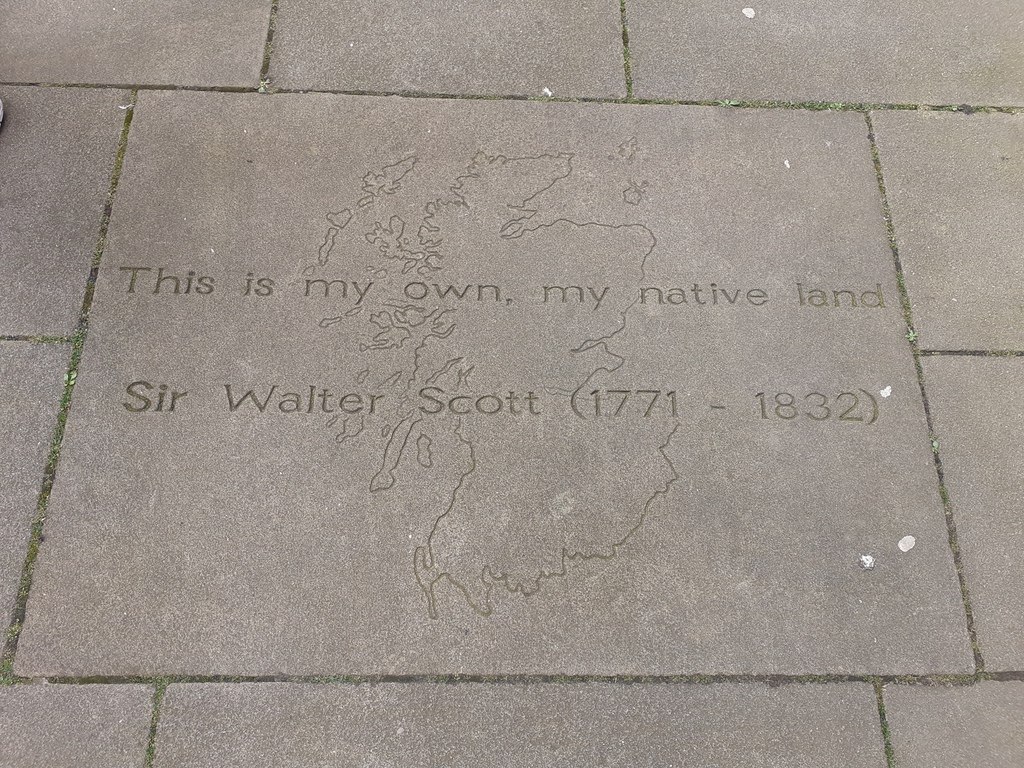 This is my own, my native land
Sir Walter Scott (1771 - 1832)